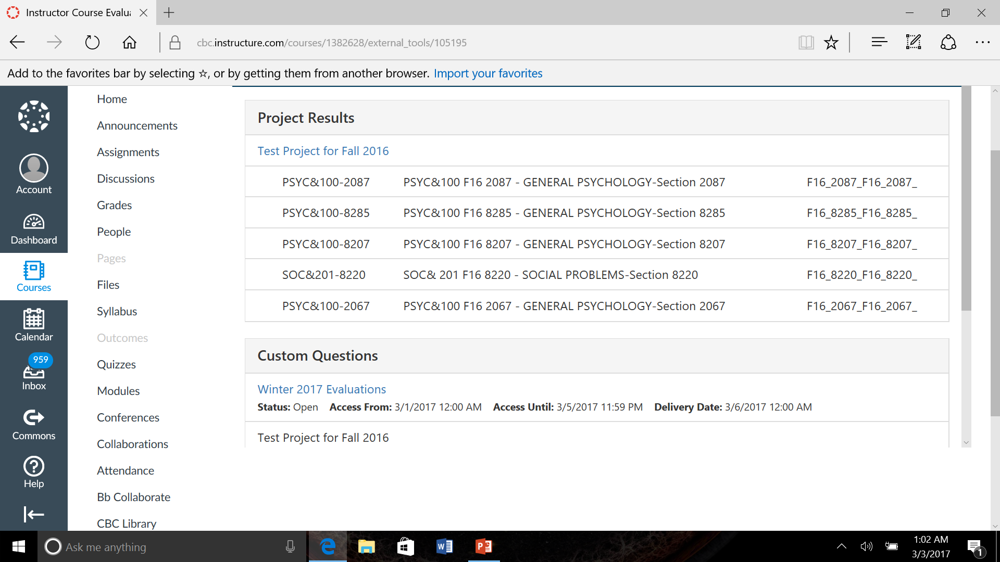 Instructor Course Evalua
cbc.instructure.com/courses/1382628/external_tools/105195
Add to the favorites bar by selecting ☆, or by getting them from another browser. Import your favorites
Account
Dashboard
Courses
Calendar
959
Inbox
Commons
Help
Home
Announcements
Assignments
Discussions
Grades
People
Pages
Files
Syllabus
Outcomes
Quizzes
Modules
Conferences
Collaborations
Attendance
Bb Collaborate
CBC Library
Project Results
Test Project for Fall 2016
PSYC&100-2087 PSYC&100 F16 2087 - GENERAL PSYCHOLOGY-Section 2087 F16_2087_F16_2087_
PSYC&100-8285 PSYC&100 F16 8285 - GENERAL PSYCHOLOGY-Section 8285 F16_8285_F16_8285_
PSYC&100-8207 PSYC&100 F16 8207 - GENERAL PSYCHOLOGY-Section 8207 F16_8207_F16_8207_
SOC&201-8220 SOC& 201 F16 8220 - SOCIAL PROBLEMS-Section 8220 F16_8220_F16_8220_
PSYC&100-2067 PSYC&100 F16 2067 - GENERAL PSYCHOLOGY-Section 2067 F16_2067_F16_2067_
Custom Questions
Winter 2017 Evaluations
Status: Open Access From: 3/1/2017 12:00 AM Access Until: 3/5/2017 11:59 PM Delivery Date: 3/6/2017 12:00 AM
Test Project for Fall 2016
Ask me anything
1:02 AM
3/3/2017
1